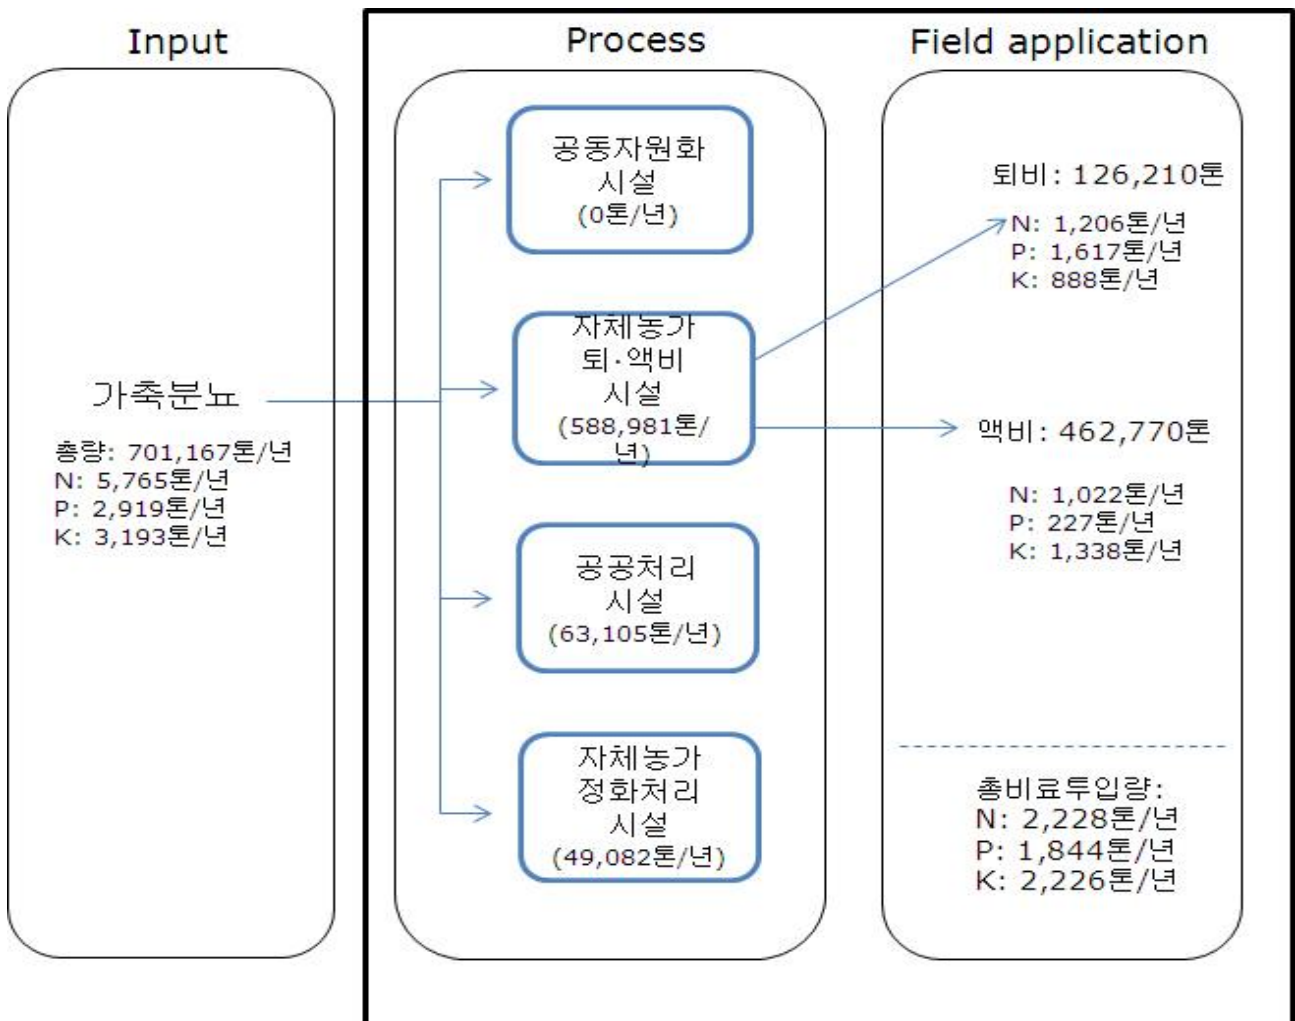 Input
Process
Field application
가축분뇨
총량: 701,167톤/년
N: 5,765톤/년
P: 2,919톤/년
K: 3,193톤/년
공동자원화
시설
(0톤/년)
자체농가
퇴·액비
시설
(588,981톤/
년)
공공처리
시설
(63,105톤/년)
자체농가
정화처리
시설
(49,082톤/년)
퇴비: 126,210톤
N: 1,206톤/년
P: 1,617톤/년
K: 888톤/년
액비: 462,770톤
N: 1,022톤/년
P: 227톤/년
K: 1,338톤/년
총비료투입량:
N: 2,228톤/년
P: 1,844톤/년
K: 2,226톤/년